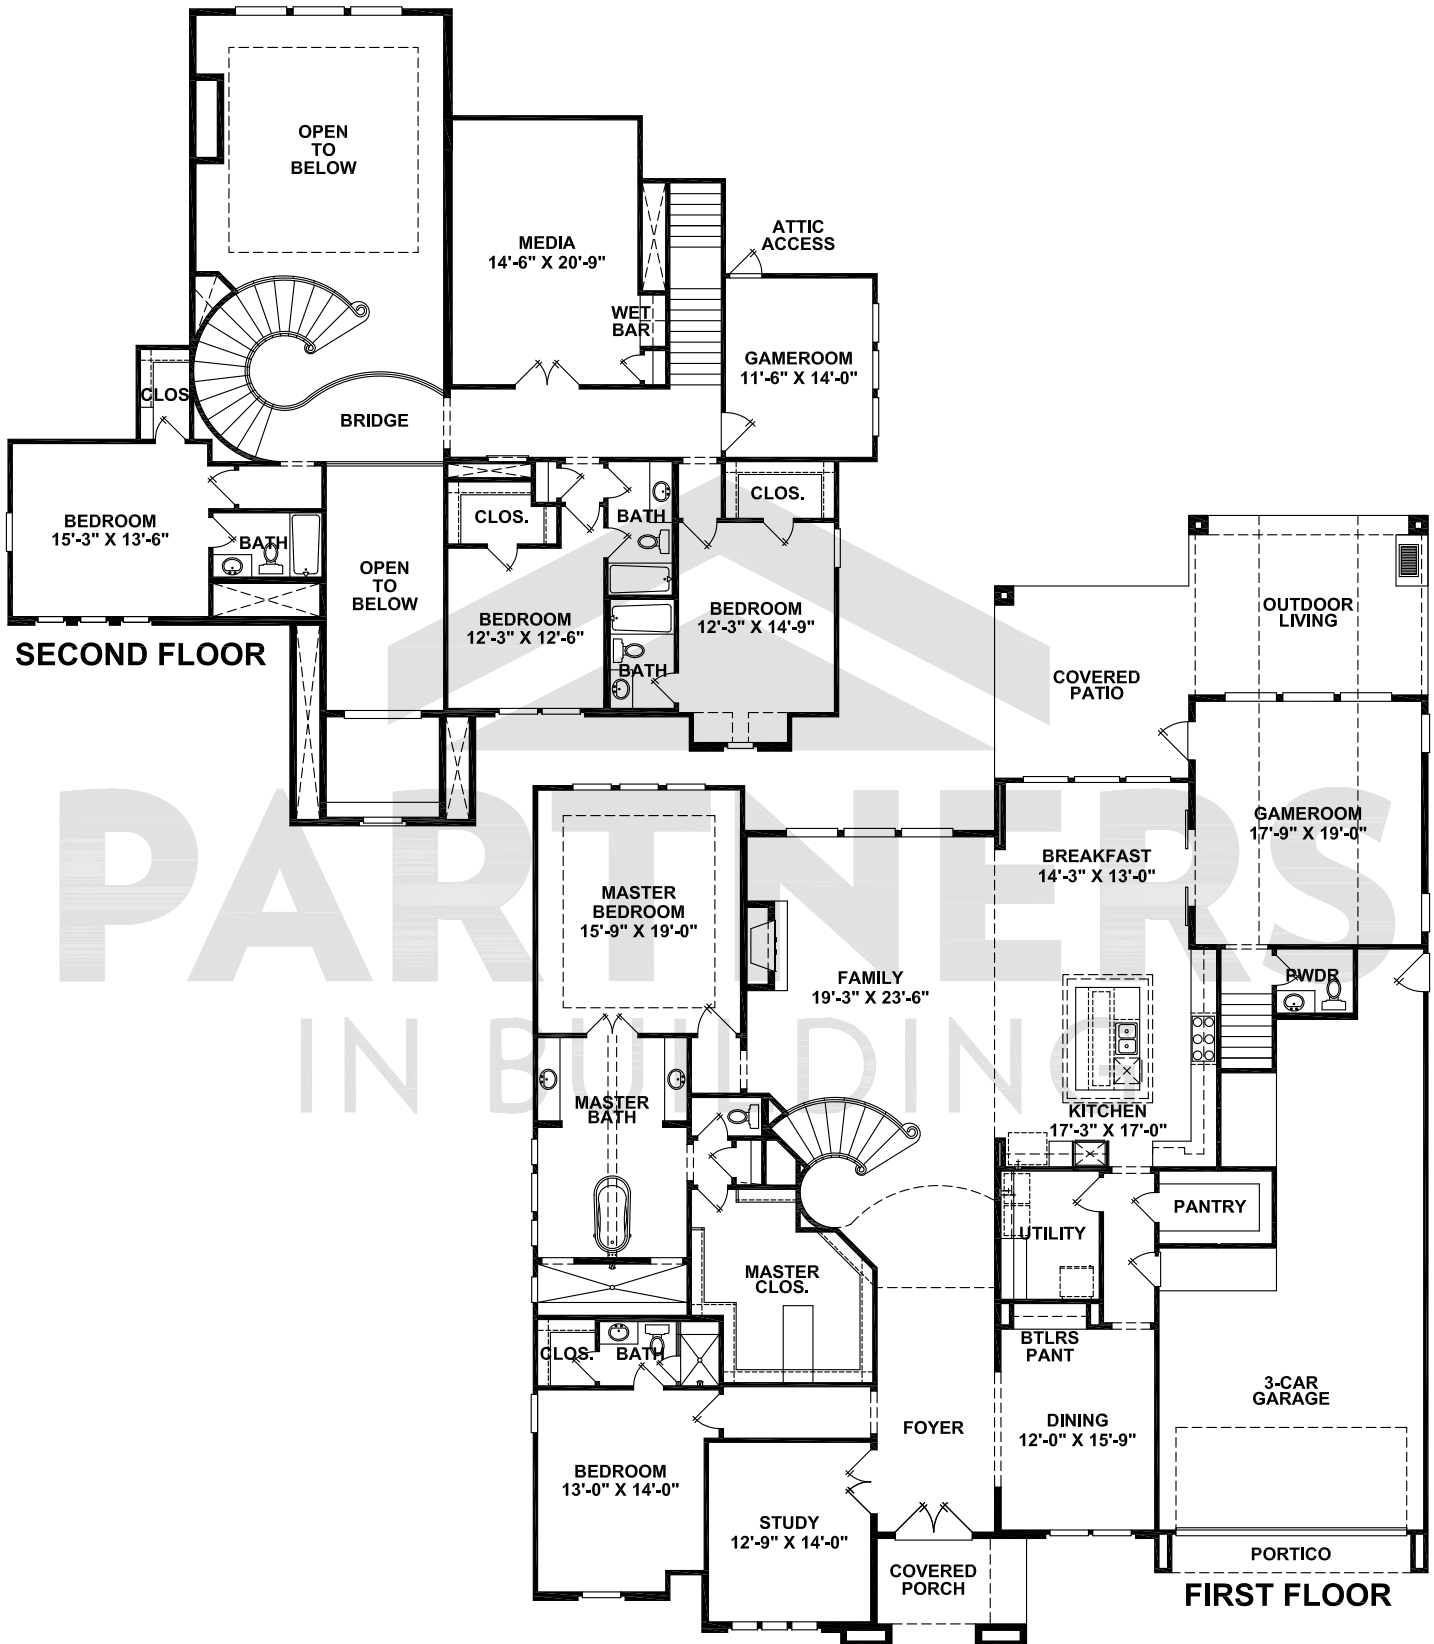 OPEN
TO
BELOW
MEDIA
14'-6" X 20'-9"
ATTIC
ACCESS
WET
BAR
GAMEROOM
11'-6" X 14'-0"
CLOS
BRIDGE
BEDROOM
15'-3" X 13'-6"
BATH
CLOS.
BATH
CLOS.
OPEN
TO
BELOW
BEDROOM
12'-3" X 12'-6"
BATH
BEDROOM
12'-3" X 14'-9"
SECOND FLOOR
OUTDOOR
LIVING
COVERED
PATIO
PARTNERS
IN BUILDING
GAMEROOM
17'-9" X 19'-0"
BREAKFAST
14'-3" X 13'-0"
MASTER
BEDROOM
15'-9" X 19'-0"
FAMILY
19'-3" X 23'-6"
PWDR
MASTER
BATH
KITCHEN
17'-3" X 17'-0"
PANTRY
UTILITY
MASTER
CLOS.
CLOS.
BATH
BTLRS
PANT
3-CAR
GARAGE
FOYER
DINING
12'-0" X 15'-9"
BEDROOM
13'-0" X 14'-0"
STUDY
12'-9" X 14'-0"
COVERED
PORCH
PORTICO
FIRST FLOOR